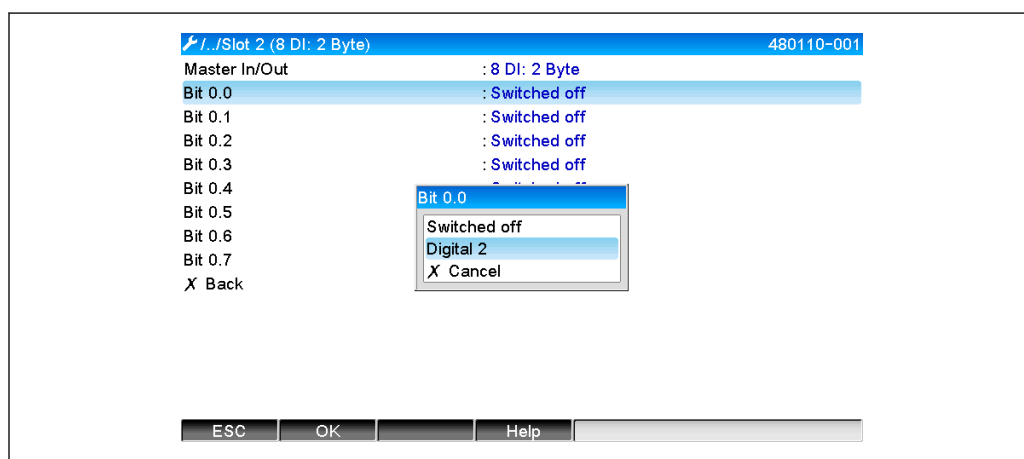 /../Slot 2 (8 DI: 2 Byte) 480110-001
Master In/Out : 8 DI: 2 Byte
Bit 0.0 : Switched off
Bit 0.1 : Switched off
Bit 0.2 : Switched off
Bit 0.3 : Switched off
Bit 0.4
Bit 0.5
Bit 0.6
Bit 0.7
X Back
Bit 0.0
Switched off
Digital 2
X Cancel
ESC OK Help